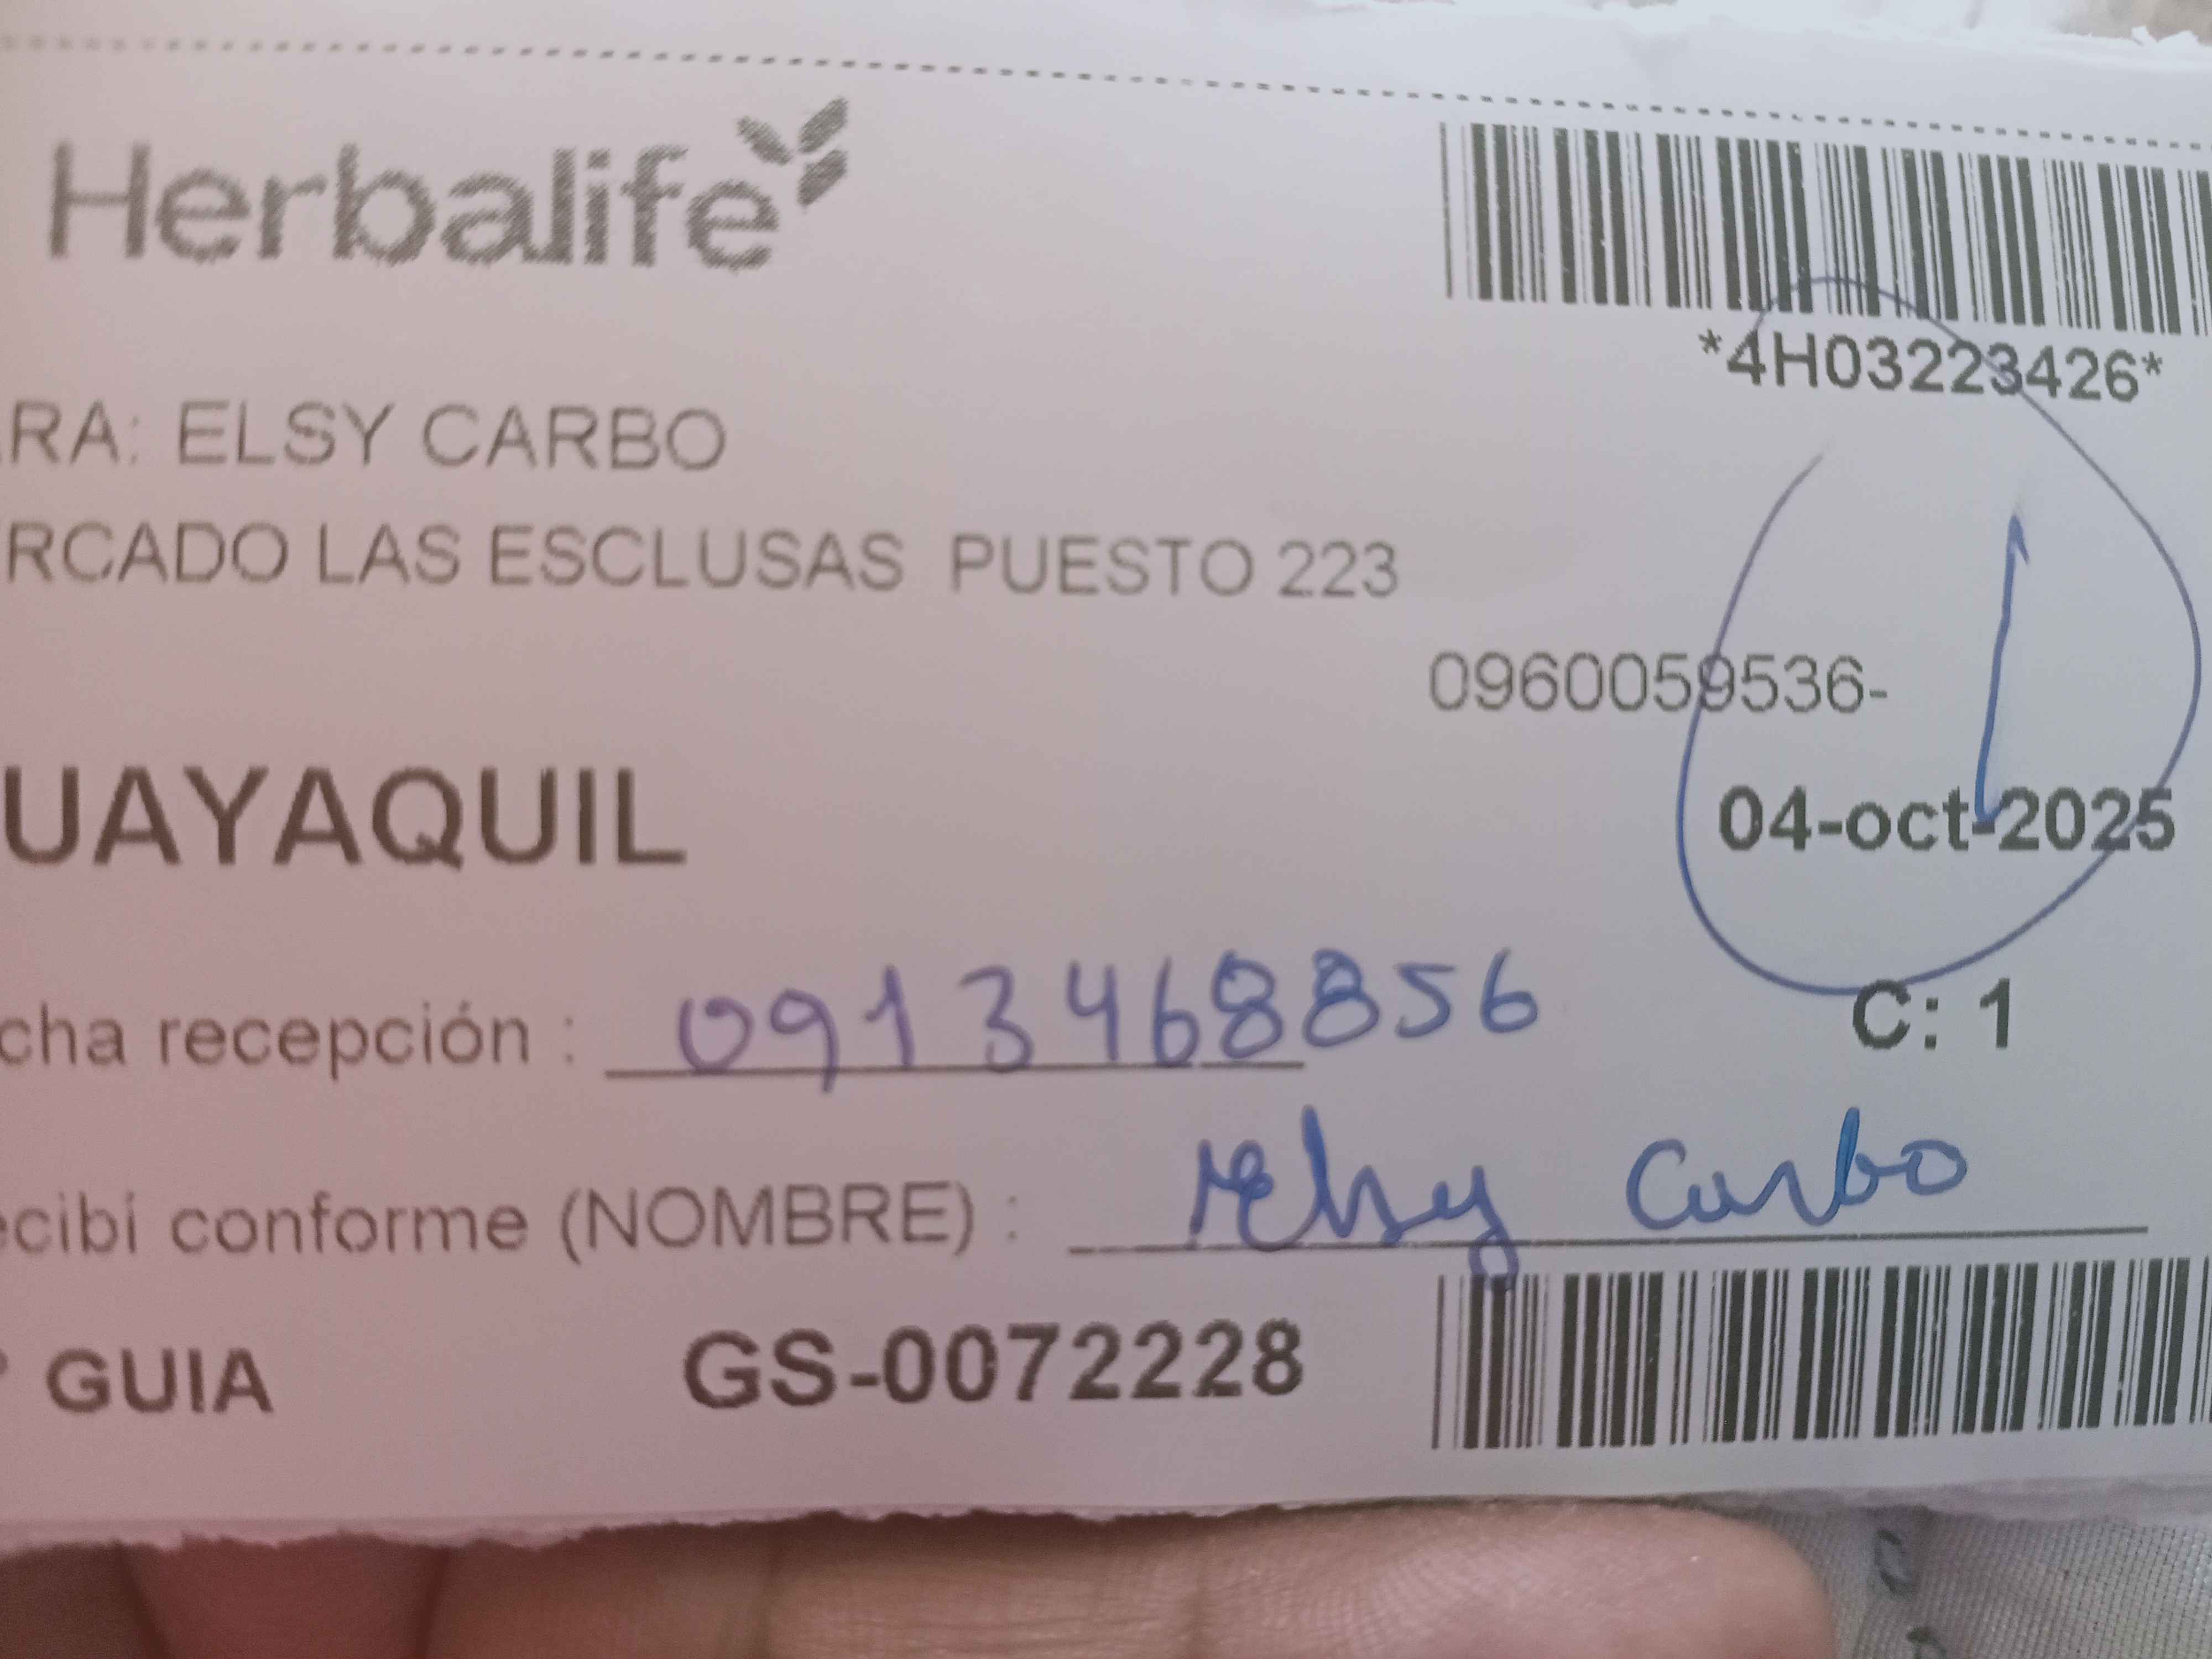 Herbalife
*4H03223426*
RA: ELSY CARBO
RCADO LAS ESCLUSAS PUESTO 223
0960059536-
UAYAQUIL
04-oct-2025
cha recepción : 0913468856
C: 1
ecibí conforme (NOMBRE) : Elsy Carbo
GUIA GS-0072228